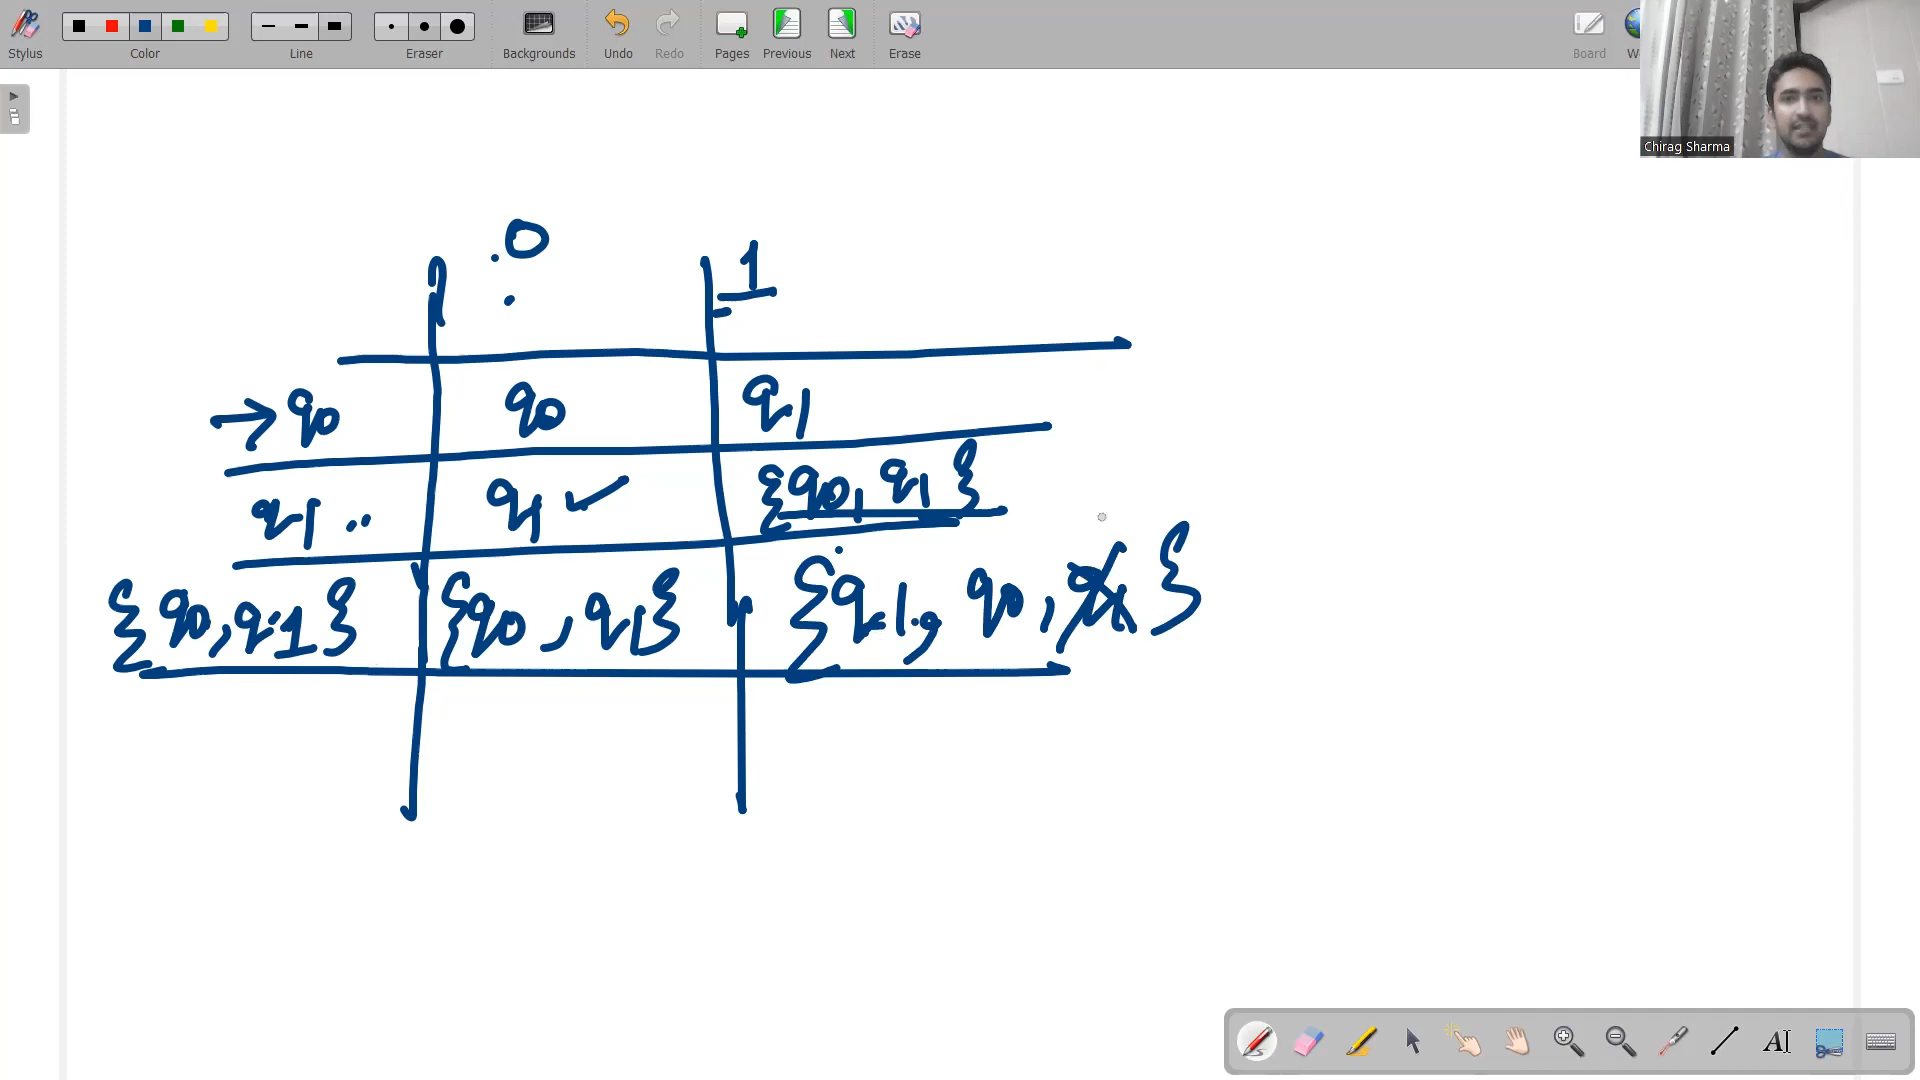 Stylus Color Line Eraser Backgrounds Undo Redo Pages Previous Next Erase Board
Chirag Sharma
0 1
→ q0 q0 q1
q1 q1 ✓ {q0, q1}
{q0, q1} {q0, q1} {q1, q0, }